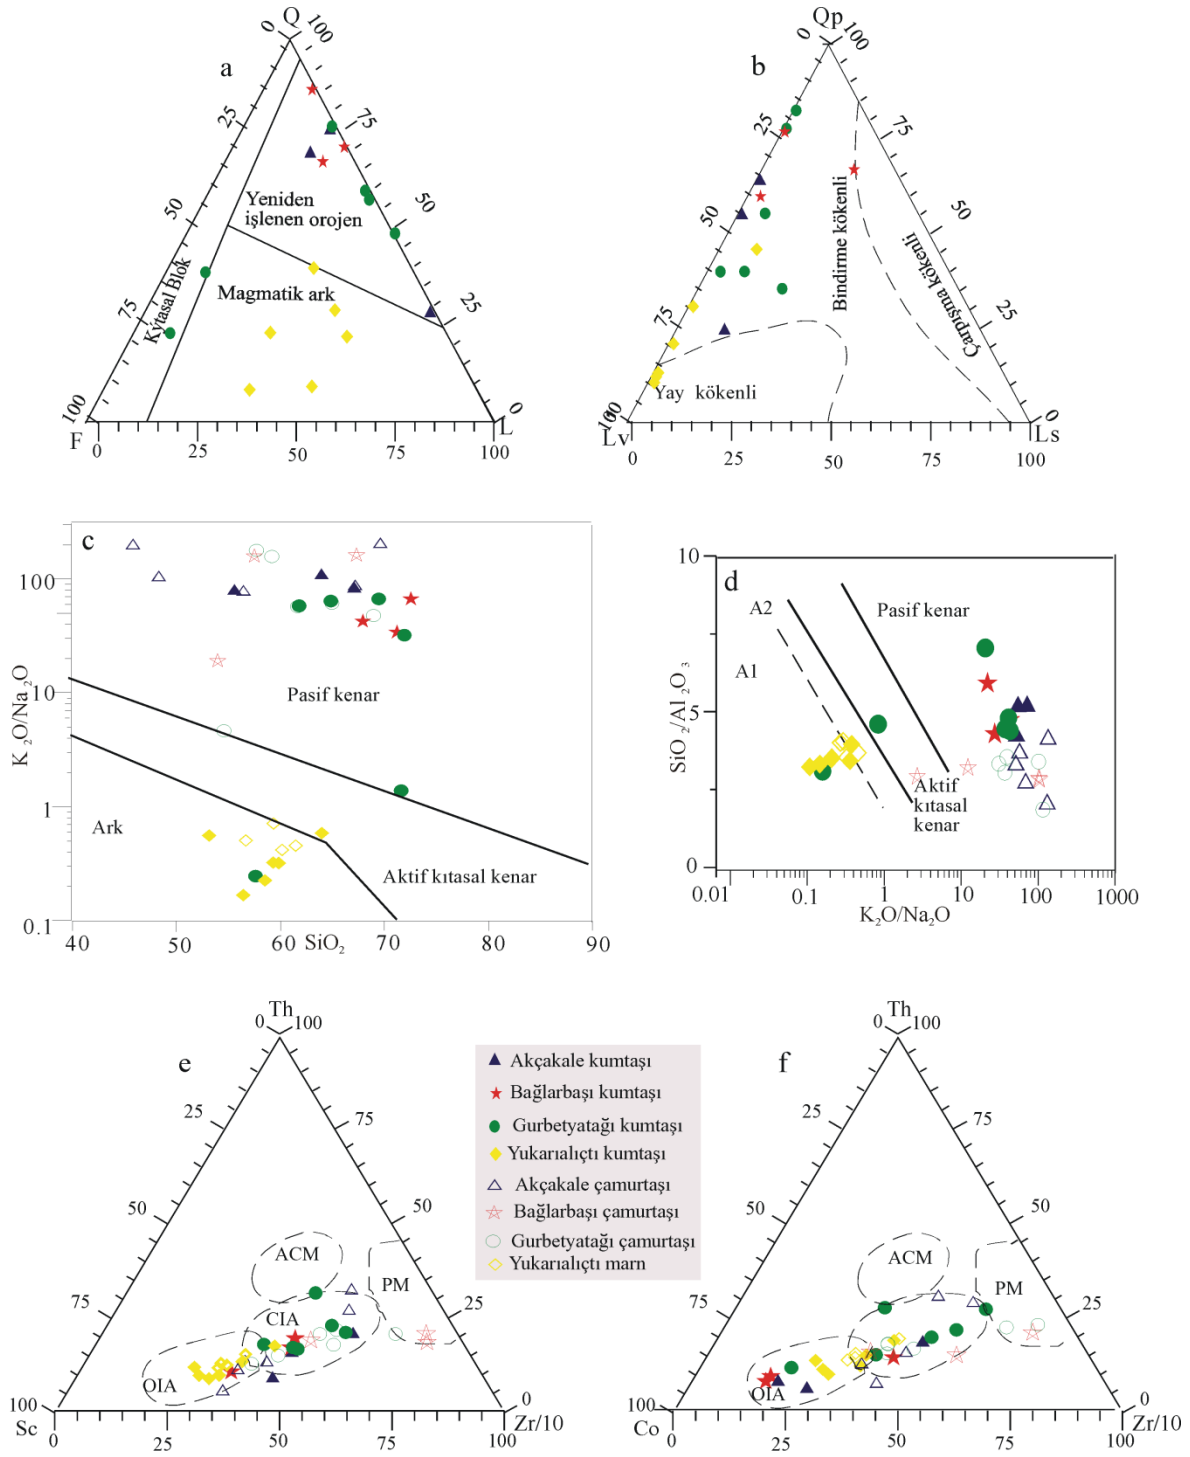 Q
0
100
a
25
75
50
50
75
25
100
0
Yeniden
işlenen orojen
Magmatik ark
Kýtasal Blok
F
L
0
25
50
75
100
Qp
0
100
b
25
75
50
50
75
25
100
0
Bindirme kökenli
Çarpışma kökenli
Yay kökenli
Lv
Ls
0
25
50
75
100
c
100
10
1
0.1
K2O/Na2O
Pasif kenar
Ark
Aktif kıtasal kenar
40
50
60
SiO2
70
80
90
d
10
5
0
SiO2/Al2O3
A2
A1
Pasif kenar
Aktif
kıtasal
kenar
0.01
0.1
1
10
100
1000
K2O/Na2O
Th
0
100
e
25
75
50
50
75
25
100
0
ACM
PM
CIA
OIA
Sc
Zr/10
0
25
50
75
100
Akçakale kumtaşı
Bağlarbaşı kumtaşı
Gurbetyatağı kumtaşı
Yukarıalıçtı kumtaşı
Akçakale çamurtaşı
Bağlarbaşı çamurtaşı
Gurbetyatağı çamurtaşı
Yukarıalıçtı marn
Th
0
100
f
25
75
50
50
75
25
100
0
ACM
PM
OIA
Co
Zr/10
0
25
50
75
100